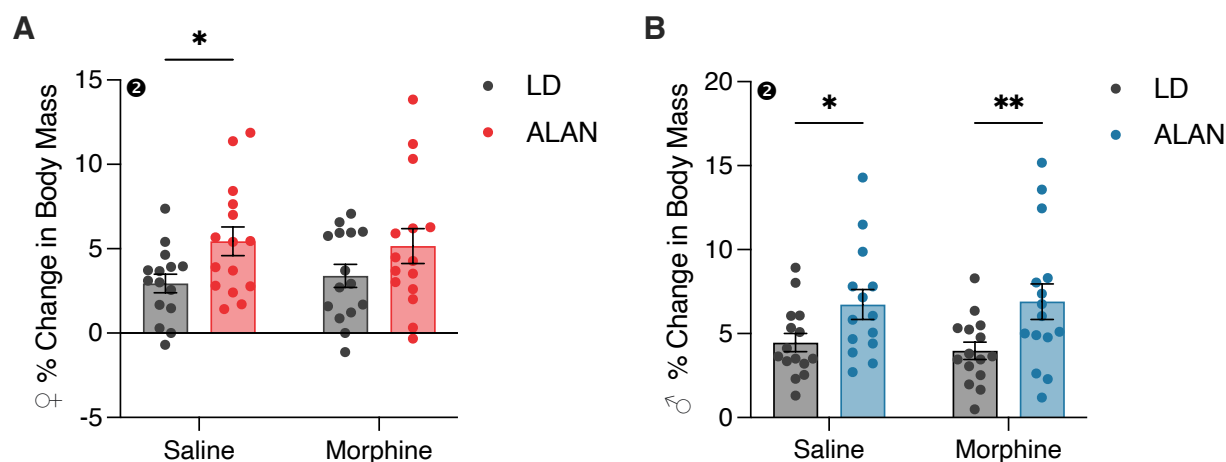 A
*
♀ % Change in Body Mass
15
10
5
0
-5
❷
LD
ALAN
Saline
Morphine
B
♂ % Change in Body Mass
20
15
10
5
0
❷
*
**
LD
ALAN
Saline
Morphine